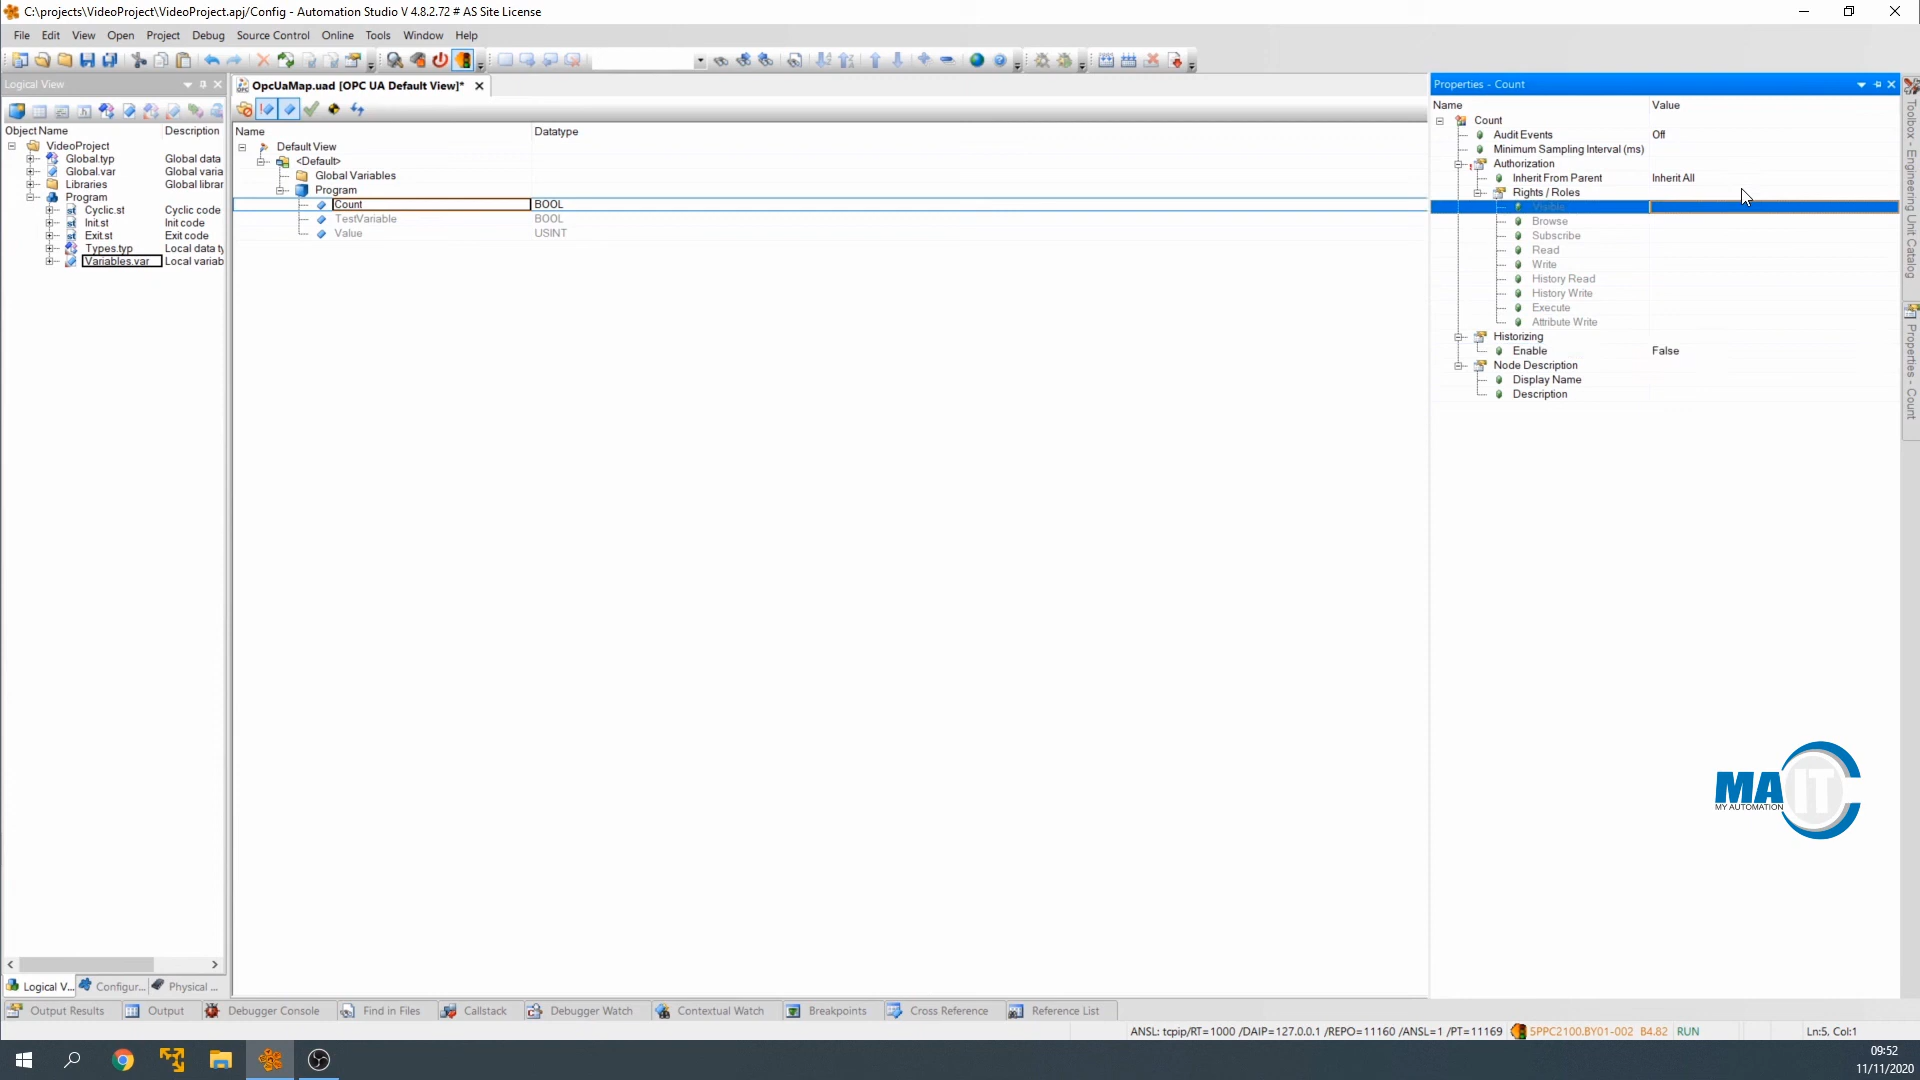 C:\projects\VideoProject\VideoProject.apj/Config - Automation Studio V 4.8.2.72 # AS Site License
File Edit View Open Project Debug Source Control Online Tools Window Help
Logical View
OpcUaMap.uad [OPC UA Default View]*
Properties - Count
Object Name Description
VideoProject
Global.typ Global data
Global.var Global varia
Libraries Global librar
Program
Cyclic.st Cyclic code
Init.st Init code
Exit.st Exit code
Types.typ Local data ty
Variables.var Local variab
Name Datatype
Default View
<Default>
Global Variables
Program
Count BOOL
TestVariable BOOL
Value USINT
Name Value
Count
Audit Events Off
Minimum Sampling Interval (ms)
Authorization
Inherit From Parent Inherit All
Rights / Roles
Visible
Browse
Subscribe
Read
Write
History Read
History Write
Execute
Attribute Write
Historizing
Enable False
Node Description
Display Name
Description
Toolbox - Engineering Unit Catalog
Properties - Count
MAIT
MY AUTOMATION
Logical V... Configur... Physical ...
Output Results Output Debugger Console Find in Files Callstack Debugger Watch Contextual Watch Breakpoints Cross Reference Reference List
ANSL: tcpip/RT=1000 /DAIP=127.0.0.1 /REPO=11160 /ANSL=1 /PT=11169 5PPC2100.BY01-002 B4.82 RUN Ln:5, Col:1
09:52
11/11/2020